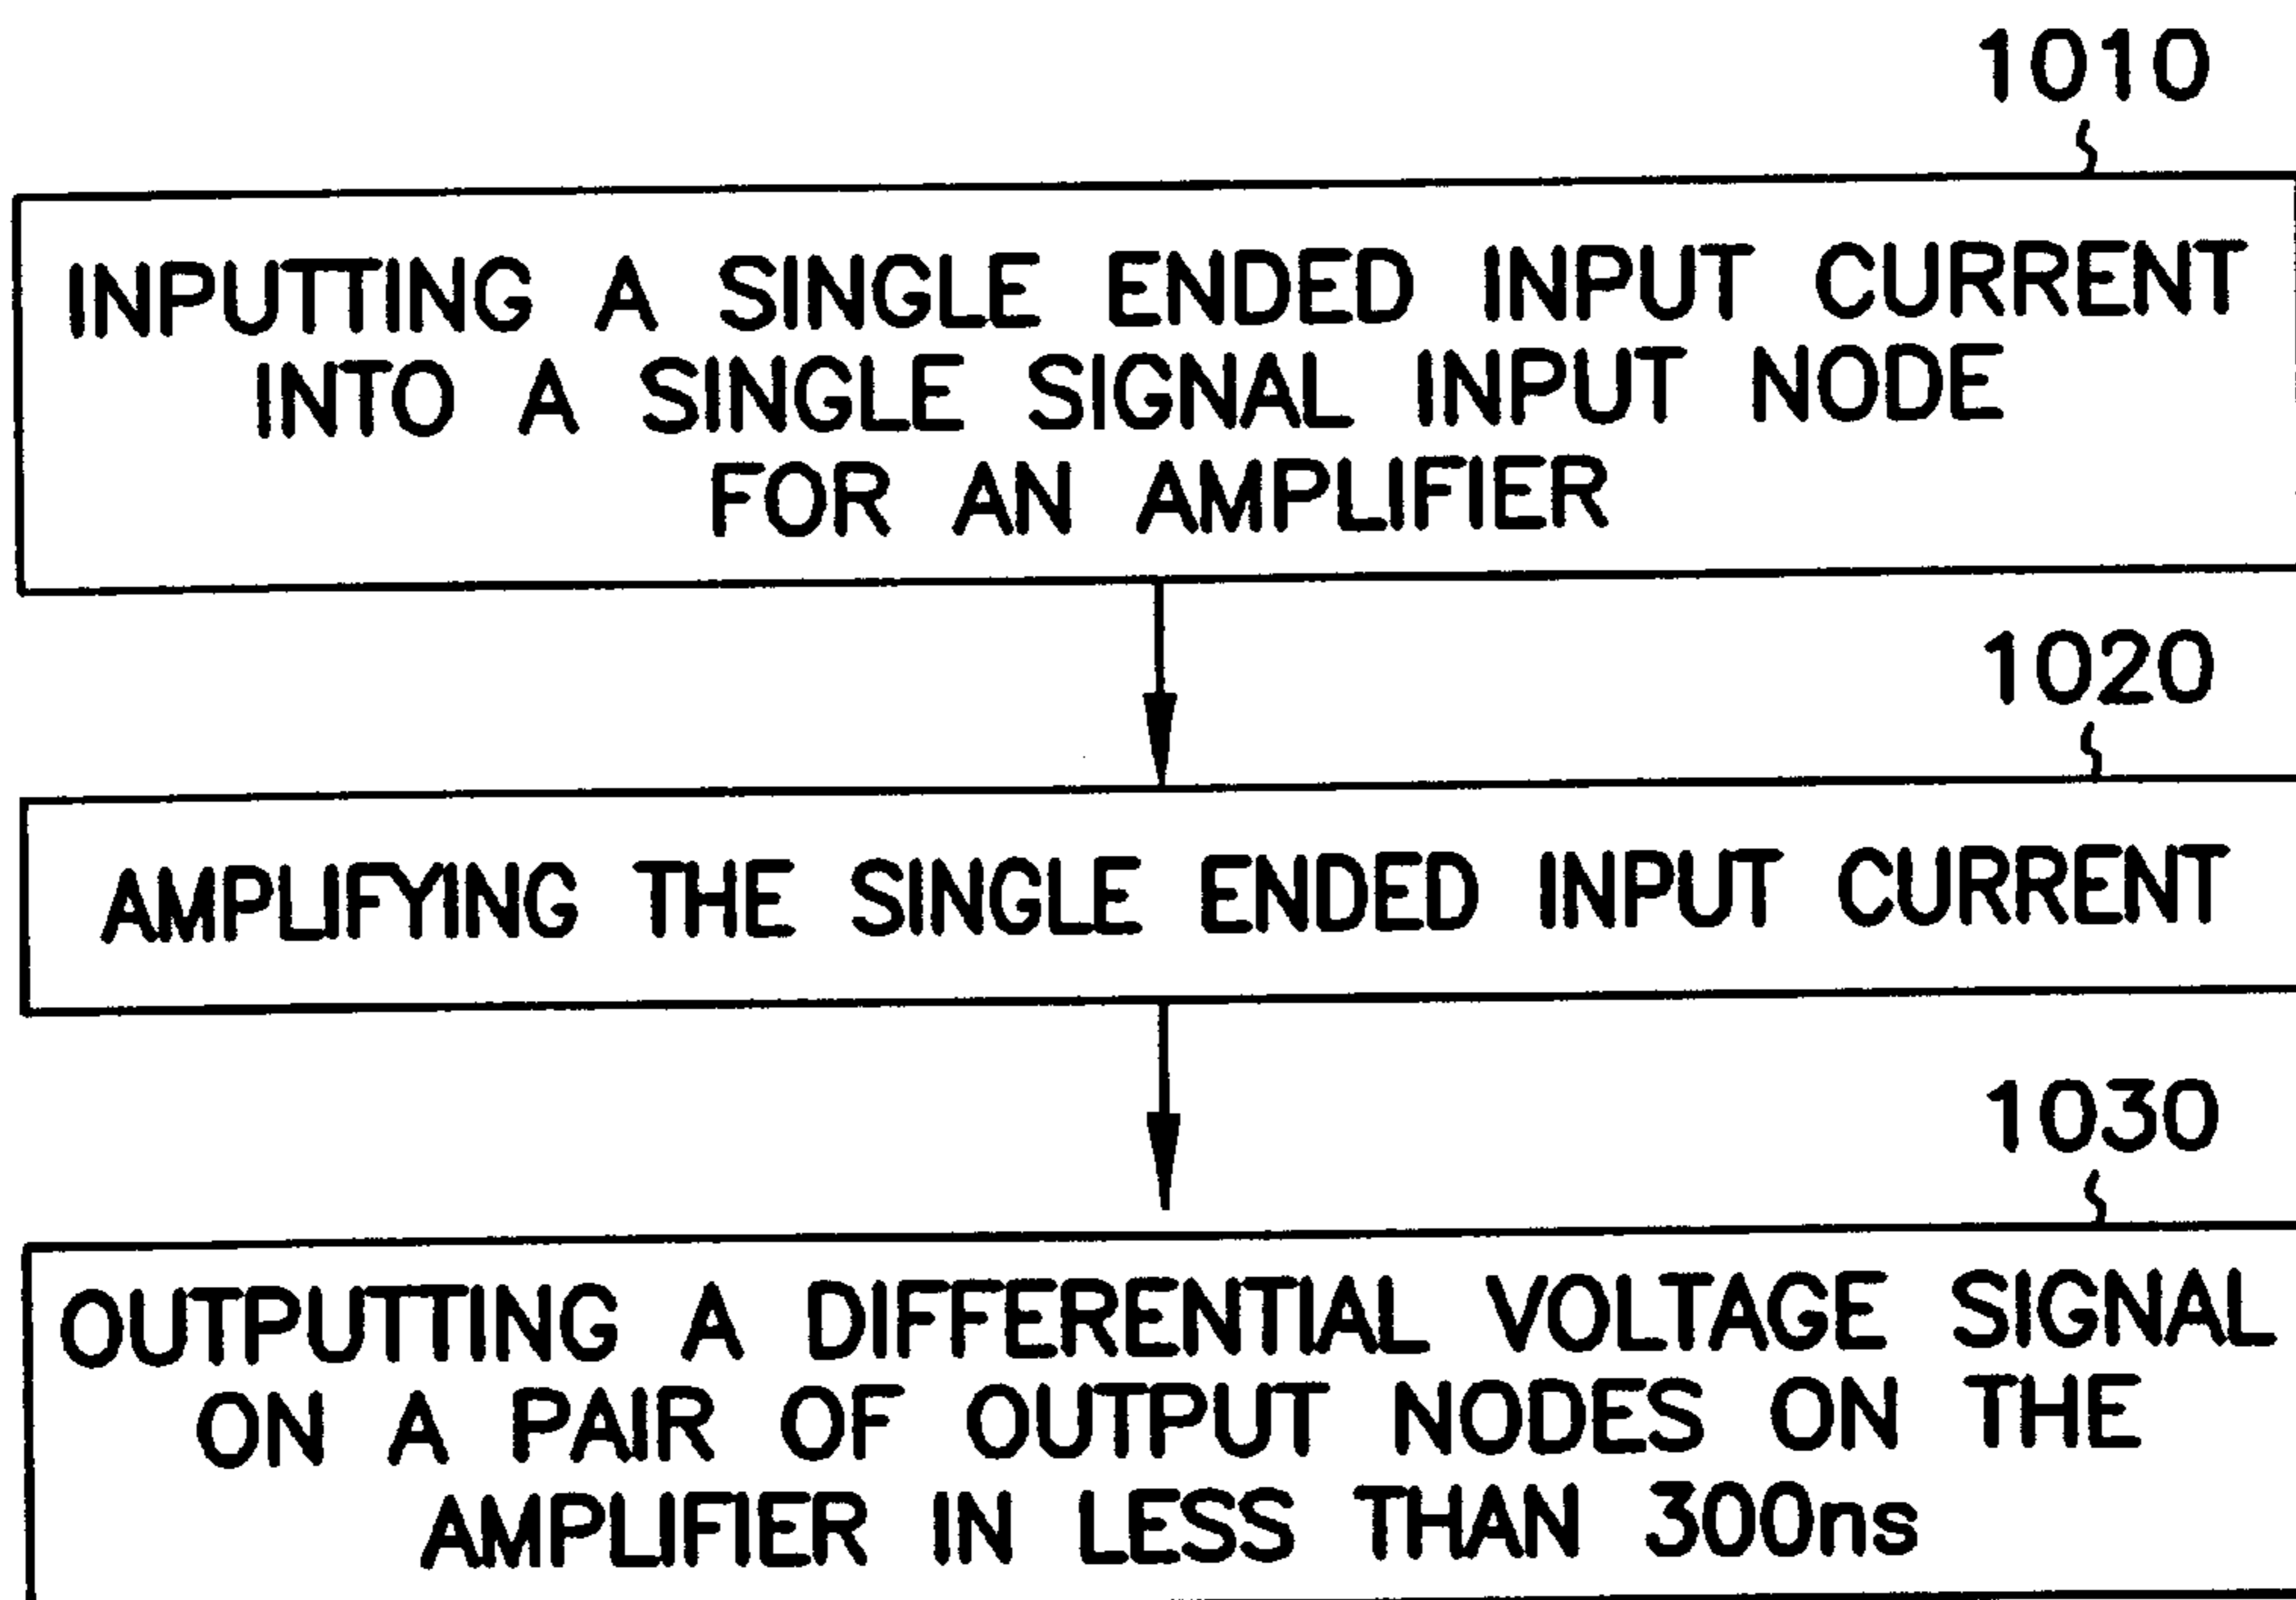 1010
INPUTTING A SINGLE ENDED INPUT CURRENT
INTO A SINGLE SIGNAL INPUT NODE
FOR AN AMPLIFIER
1020
AMPLIFYING THE SINGLE ENDED INPUT CURRENT
1030
OUTPUTTING A DIFFERENTIAL VOLTAGE SIGNAL
ON A PAIR OF OUTPUT NODES ON THE
AMPLIFIER IN LESS THAN 300ns